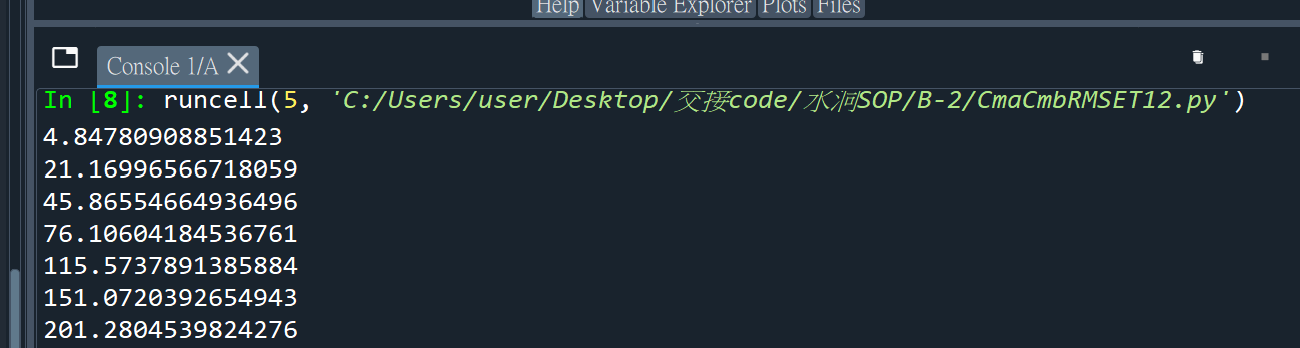 Help Variable Explorer Plots Files
Console 1/A
In [8]: runcell(5, 'C:/Users/user/Desktop/交接code/水洞SOP/B-2/CmaCmbRMSET12.py')
4.84780908851423
21.16996566718059
45.86554664936496
76.10604184536761
115.5737891385884
151.0720392654943
201.2804539824276